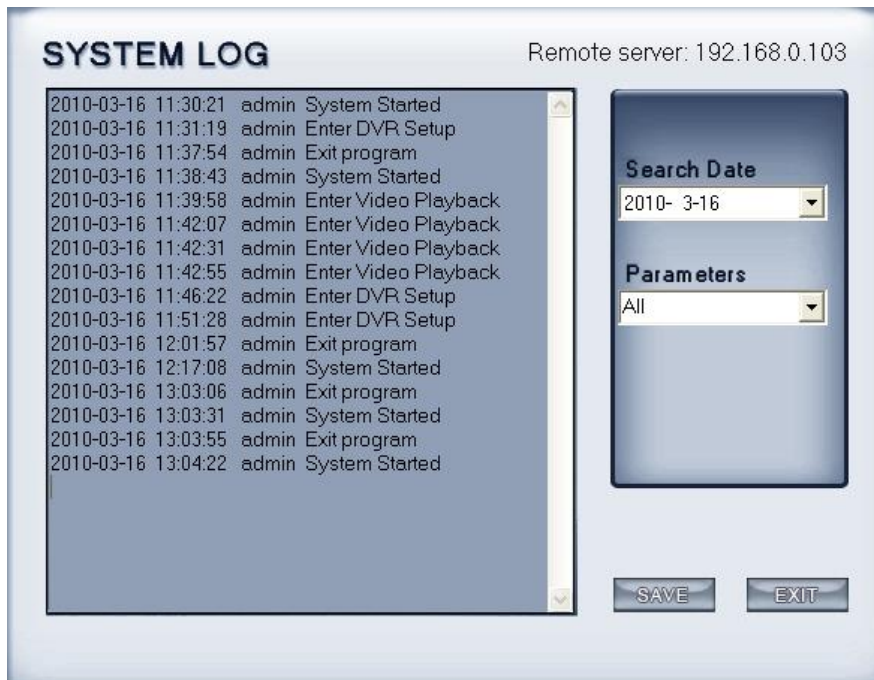 SYSTEM LOG
Remote server: 192.168.0.103
2010-03-16 11:30:21 admin System Started
2010-03-16 11:31:19 admin Enter DVR Setup
2010-03-16 11:37:54 admin Exit program
2010-03-16 11:38:43 admin System Started
2010-03-16 11:39:58 admin Enter Video Playback
2010-03-16 11:42:07 admin Enter Video Playback
2010-03-16 11:42:31 admin Enter Video Playback
2010-03-16 11:42:55 admin Enter Video Playback
2010-03-16 11:46:22 admin Enter DVR Setup
2010-03-16 11:51:28 admin Enter DVR Setup
2010-03-16 12:01:57 admin Exit program
2010-03-16 12:17:08 admin System Started
2010-03-16 13:03:06 admin Exit program
2010-03-16 13:03:31 admin System Started
2010-03-16 13:03:55 admin Exit program
2010-03-16 13:04:22 admin System Started
Search Date
2010- 3-16
Parameters
All
SAVE
EXIT